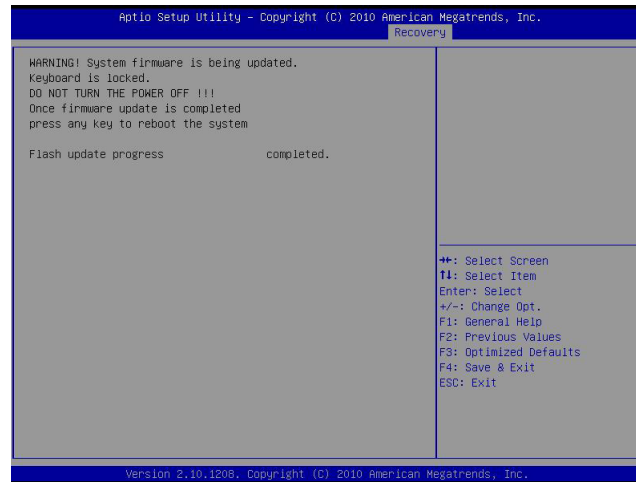 Aptio Setup Utility – Copyright (C) 2010 American Megatrends, Inc.
Recovery
WARNING! System firmware is being updated.
Keyboard is locked.
DO NOT TURN THE POWER OFF !!!
Once firmware update is completed
press any key to reboot the system
Flash update progress completed.
→←: Select Screen
↑↓: Select Item
Enter: Select
+/-: Change Opt.
F1: General Help
F2: Previous Values
F3: Optimized Defaults
F4: Save & Exit
ESC: Exit
Version 2.10.1208. Copyright (C) 2010 American Megatrends, Inc.